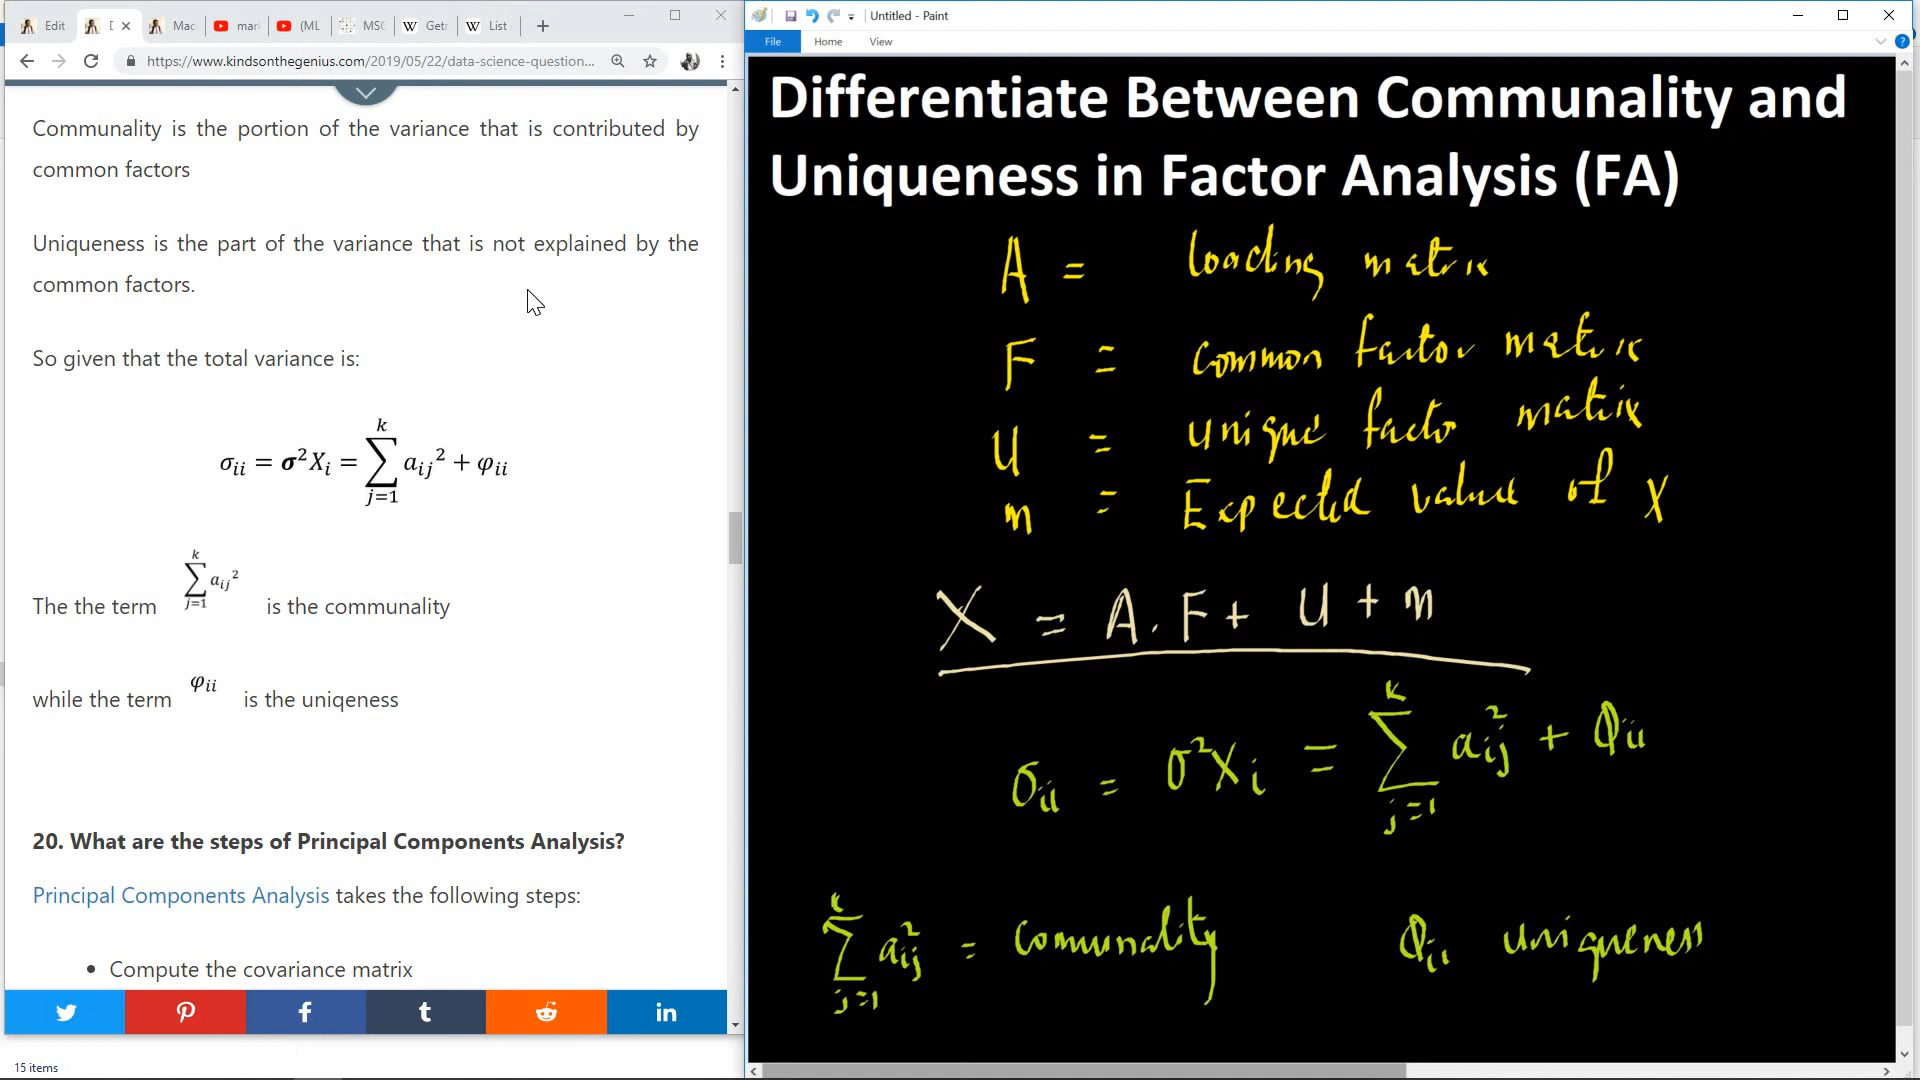 Edit
Mac
mar
(ML
MSC
Getr
List
https://www.kindsonthegenius.com/2019/05/22/data-science-question...
Communality is the portion of the variance that is contributed by
common factors
Uniqueness is the part of the variance that is not explained by the
common factors.
So given that the total variance is:
σii = σ²Xi = ∑ aij² + φii
k
j=1
The the term ∑ aij² is the communality
k
j=1
while the term φii is the uniqeness
20. What are the steps of Principal Components Analysis?
Principal Components Analysis takes the following steps:
• Compute the covariance matrix
15 items
Untitled - Paint
File Home View
Differentiate Between Communality and
Uniqueness in Factor Analysis (FA)
A = loading matrix
F = common factor matrix
U = unique factor matrix
m = Expected value of X
X = A.F + U + m
σii = σ²Xi = ∑ aij² + φii
k
j=1
∑ aij² = comunality φii uniqueness
k
j=1